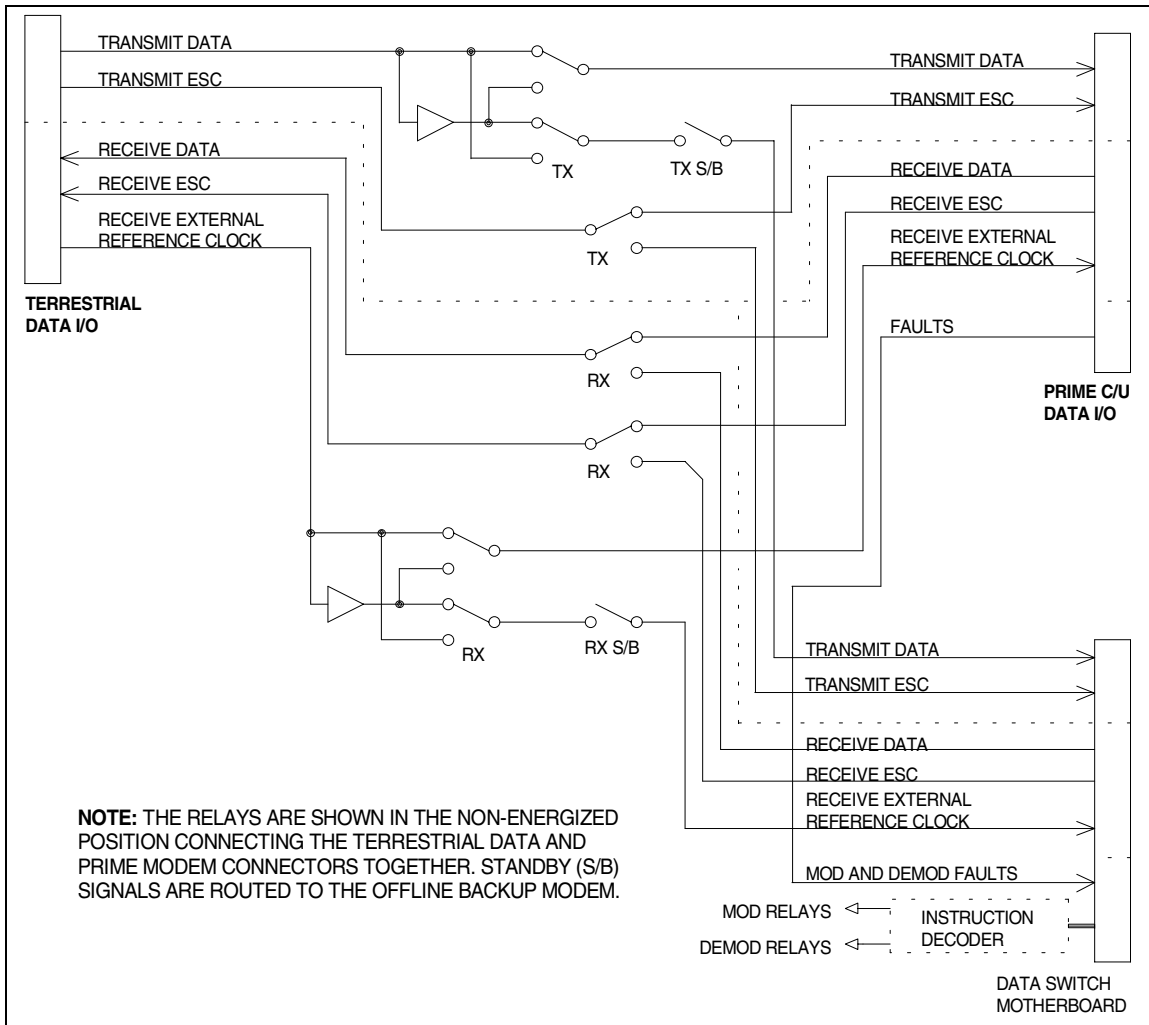 TRANSMIT DATA
TRANSMIT ESC
RECEIVE DATA
RECEIVE ESC
RECEIVE EXTERNAL
REFERENCE CLOCK
TERRESTRIAL
DATA I/O
TX
TX S/B
TX
RX
RX
RX
RX S/B
TRANSMIT DATA
TRANSMIT ESC
RECEIVE DATA
RECEIVE ESC
RECEIVE EXTERNAL
REFERENCE CLOCK
FAULTS
PRIME C/U
DATA I/O
TRANSMIT DATA
TRANSMIT ESC
RECEIVE DATA
RECEIVE ESC
RECEIVE EXTERNAL
REFERENCE CLOCK
MOD AND DEMOD FAULTS
MOD RELAYS
DEMOD RELAYS
INSTRUCTION
DECODER
DATA SWITCH
MOTHERBOARD
NOTE: THE RELAYS ARE SHOWN IN THE NON-ENERGIZED
POSITION CONNECTING THE TERRESTRIAL DATA AND
PRIME MODEM CONNECTORS TOGETHER. STANDBY (S/B)
SIGNALS ARE ROUTED TO THE OFFLINE BACKUP MODEM.